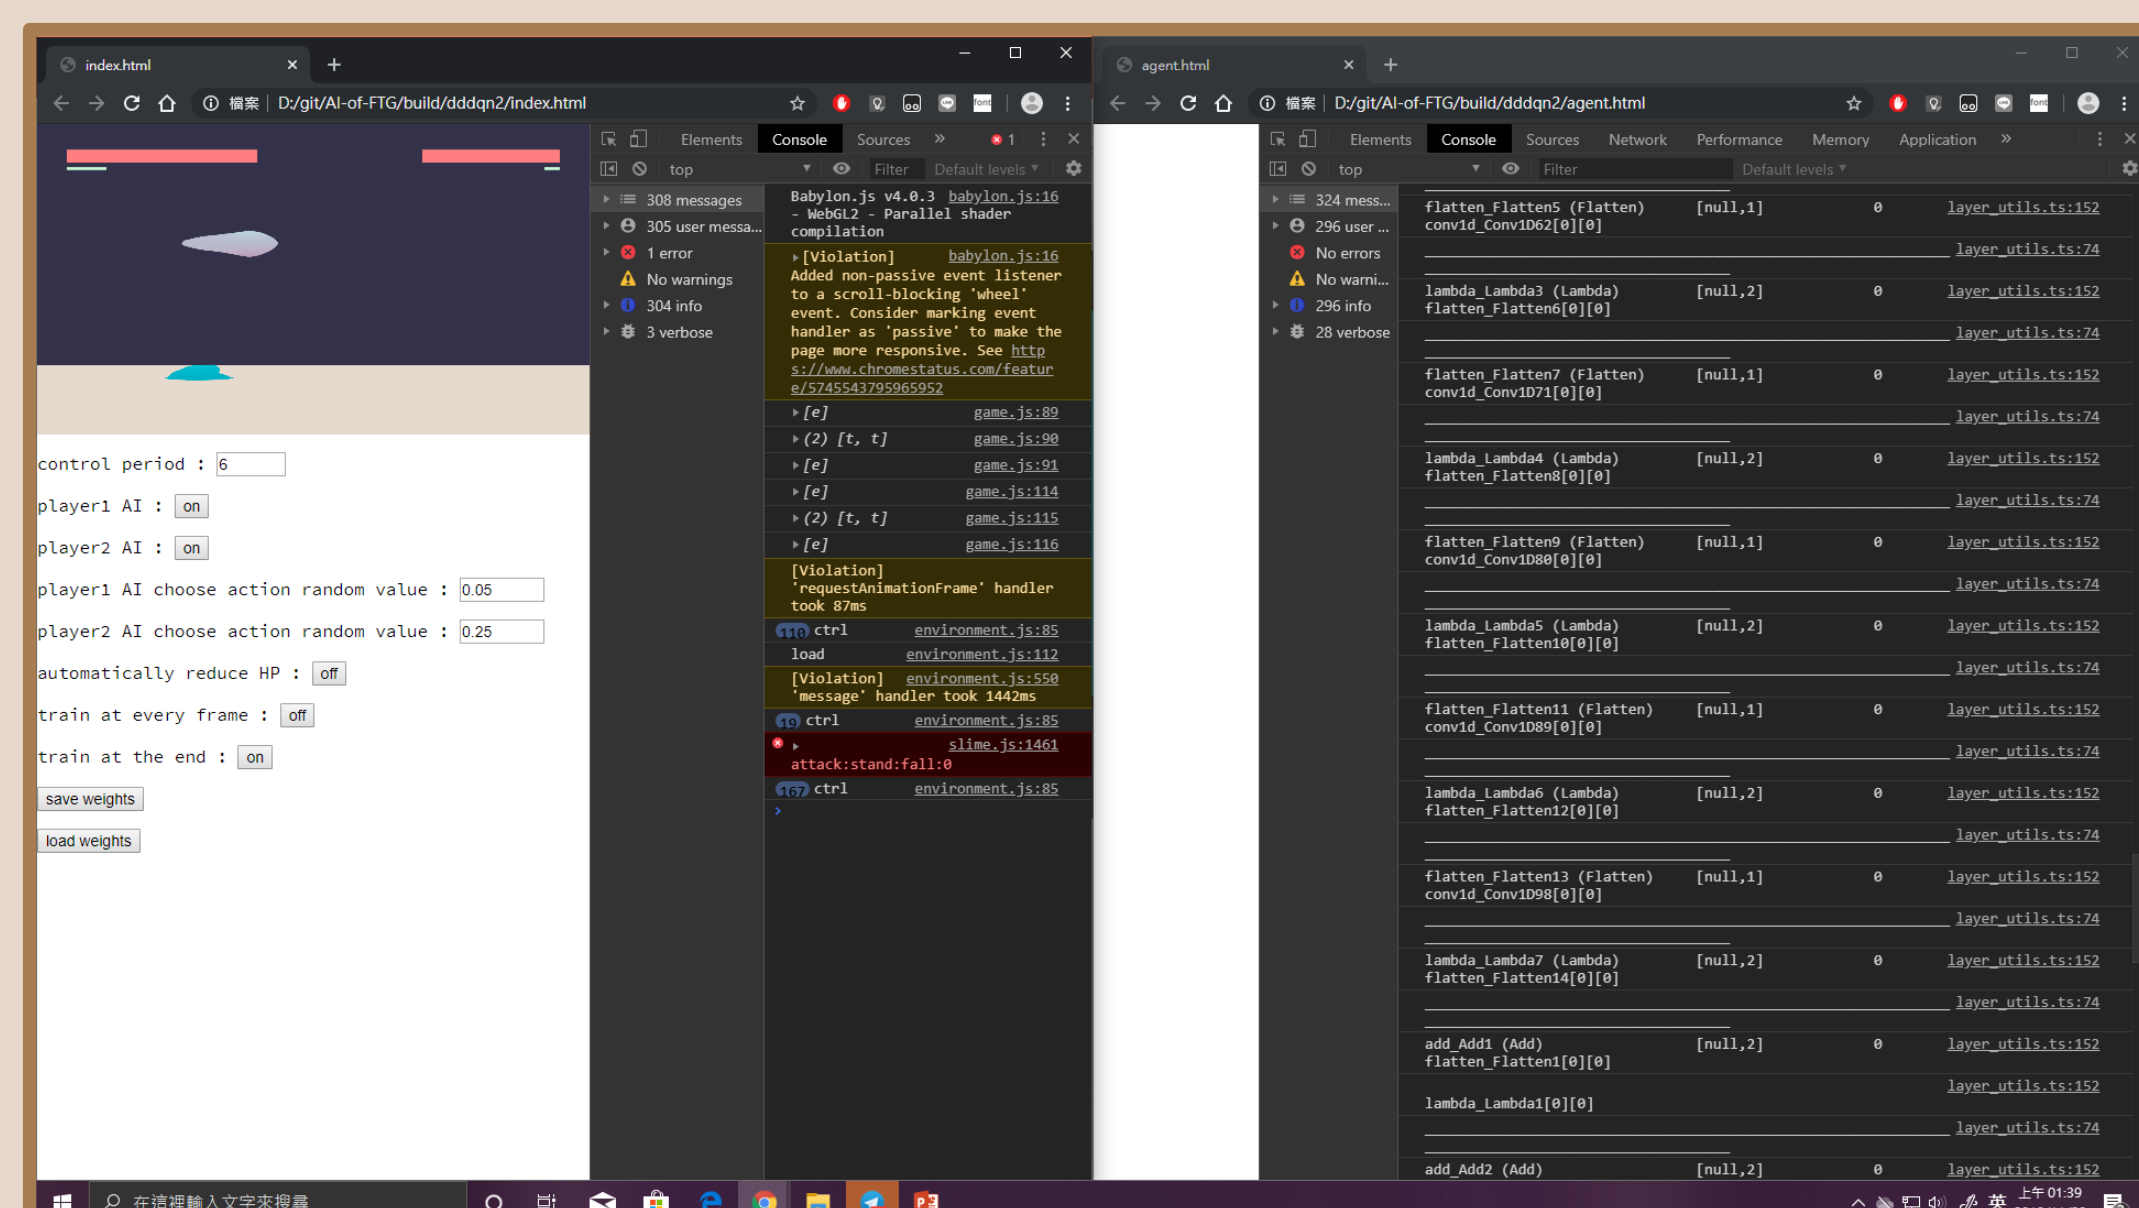 index.html
檔案 | D:/git/AI-of-FTG/build/dddqn2/index.html
font
control period : 6
player1 AI : on
player2 AI : on
player1 AI choose action random value : 0.05
player2 AI choose action random value : 0.25
automatically reduce HP : off
train at every frame : off
train at the end : on
save weights
load weights
Elements Console Sources » 1
top Filter Default levels
308 messages
305 user messa...
1 error
No warnings
304 info
3 verbose
Babylon.js v4.0.3 babylon.js:16
- WebGL2 - Parallel shader
compilation
[Violation] babylon.js:16
Added non-passive event listener
to a scroll-blocking 'wheel'
event. Consider marking event
handler as 'passive' to make the
page more responsive. See http
s://www.chromestatus.com/featur
e/5745543795965952
[e] game.js:89
(2) [t, t] game.js:90
[e] game.js:91
[e] game.js:114
(2) [t, t] game.js:115
[e] game.js:116
[Violation]
'requestAnimationFrame' handler
took 87ms
110 ctrl environment.js:85
load environment.js:112
[Violation] environment.js:550
'message' handler took 1442ms
19 ctrl environment.js:85
slime.js:1461
attack:stand:fall:0
167 ctrl environment.js:85
agent.html
檔案 | D:/git/AI-of-FTG/build/dddqn2/agent.html
font
Elements Console Sources Network Performance Memory Application »
top Filter Default levels
324 mess...
296 user ...
No errors
No warni...
296 info
28 verbose
flatten_Flatten5 (Flatten) [null,1] 0 layer_utils.ts:152
conv1d_Conv1D62[0][0]
layer_utils.ts:74
lambda_Lambda3 (Lambda) [null,2] 0 layer_utils.ts:152
flatten_Flatten6[0][0]
layer_utils.ts:74
flatten_Flatten7 (Flatten) [null,1] 0 layer_utils.ts:152
conv1d_Conv1D71[0][0]
layer_utils.ts:74
lambda_Lambda4 (Lambda) [null,2] 0 layer_utils.ts:152
flatten_Flatten8[0][0]
layer_utils.ts:74
flatten_Flatten9 (Flatten) [null,1] 0 layer_utils.ts:152
conv1d_Conv1D80[0][0]
layer_utils.ts:74
lambda_Lambda5 (Lambda) [null,2] 0 layer_utils.ts:152
flatten_Flatten10[0][0]
layer_utils.ts:74
flatten_Flatten11 (Flatten) [null,1] 0 layer_utils.ts:152
conv1d_Conv1D89[0][0]
layer_utils.ts:74
lambda_Lambda6 (Lambda) [null,2] 0 layer_utils.ts:152
flatten_Flatten12[0][0]
layer_utils.ts:74
flatten_Flatten13 (Flatten) [null,1] 0 layer_utils.ts:152
conv1d_Conv1D98[0][0]
layer_utils.ts:74
lambda_Lambda7 (Lambda) [null,2] 0 layer_utils.ts:152
flatten_Flatten14[0][0]
layer_utils.ts:74
add_Add1 (Add) [null,2] 0 layer_utils.ts:152
flatten_Flatten1[0][0]
layer_utils.ts:152
lambda_Lambda1[0][0]
layer_utils.ts:74
add_Add2 (Add) [null,2] 0 layer_utils.ts:152
在這裡輸入文字來搜尋
英 上午 01:39